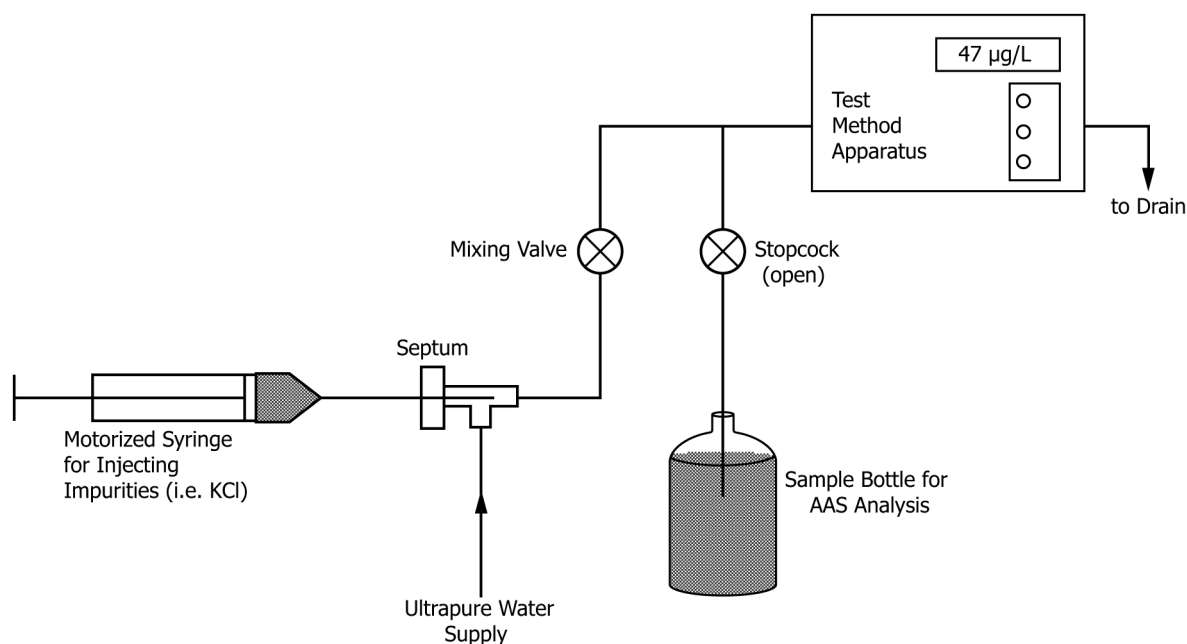 47 µg/L
Test
Method
Apparatus
to Drain
Mixing Valve
Stopcock
(open)
Septum
Motorized Syringe
for Injecting
Impurities (i.e. KCl)
Sample Bottle for
AAS Analysis
Ultrapure Water
Supply